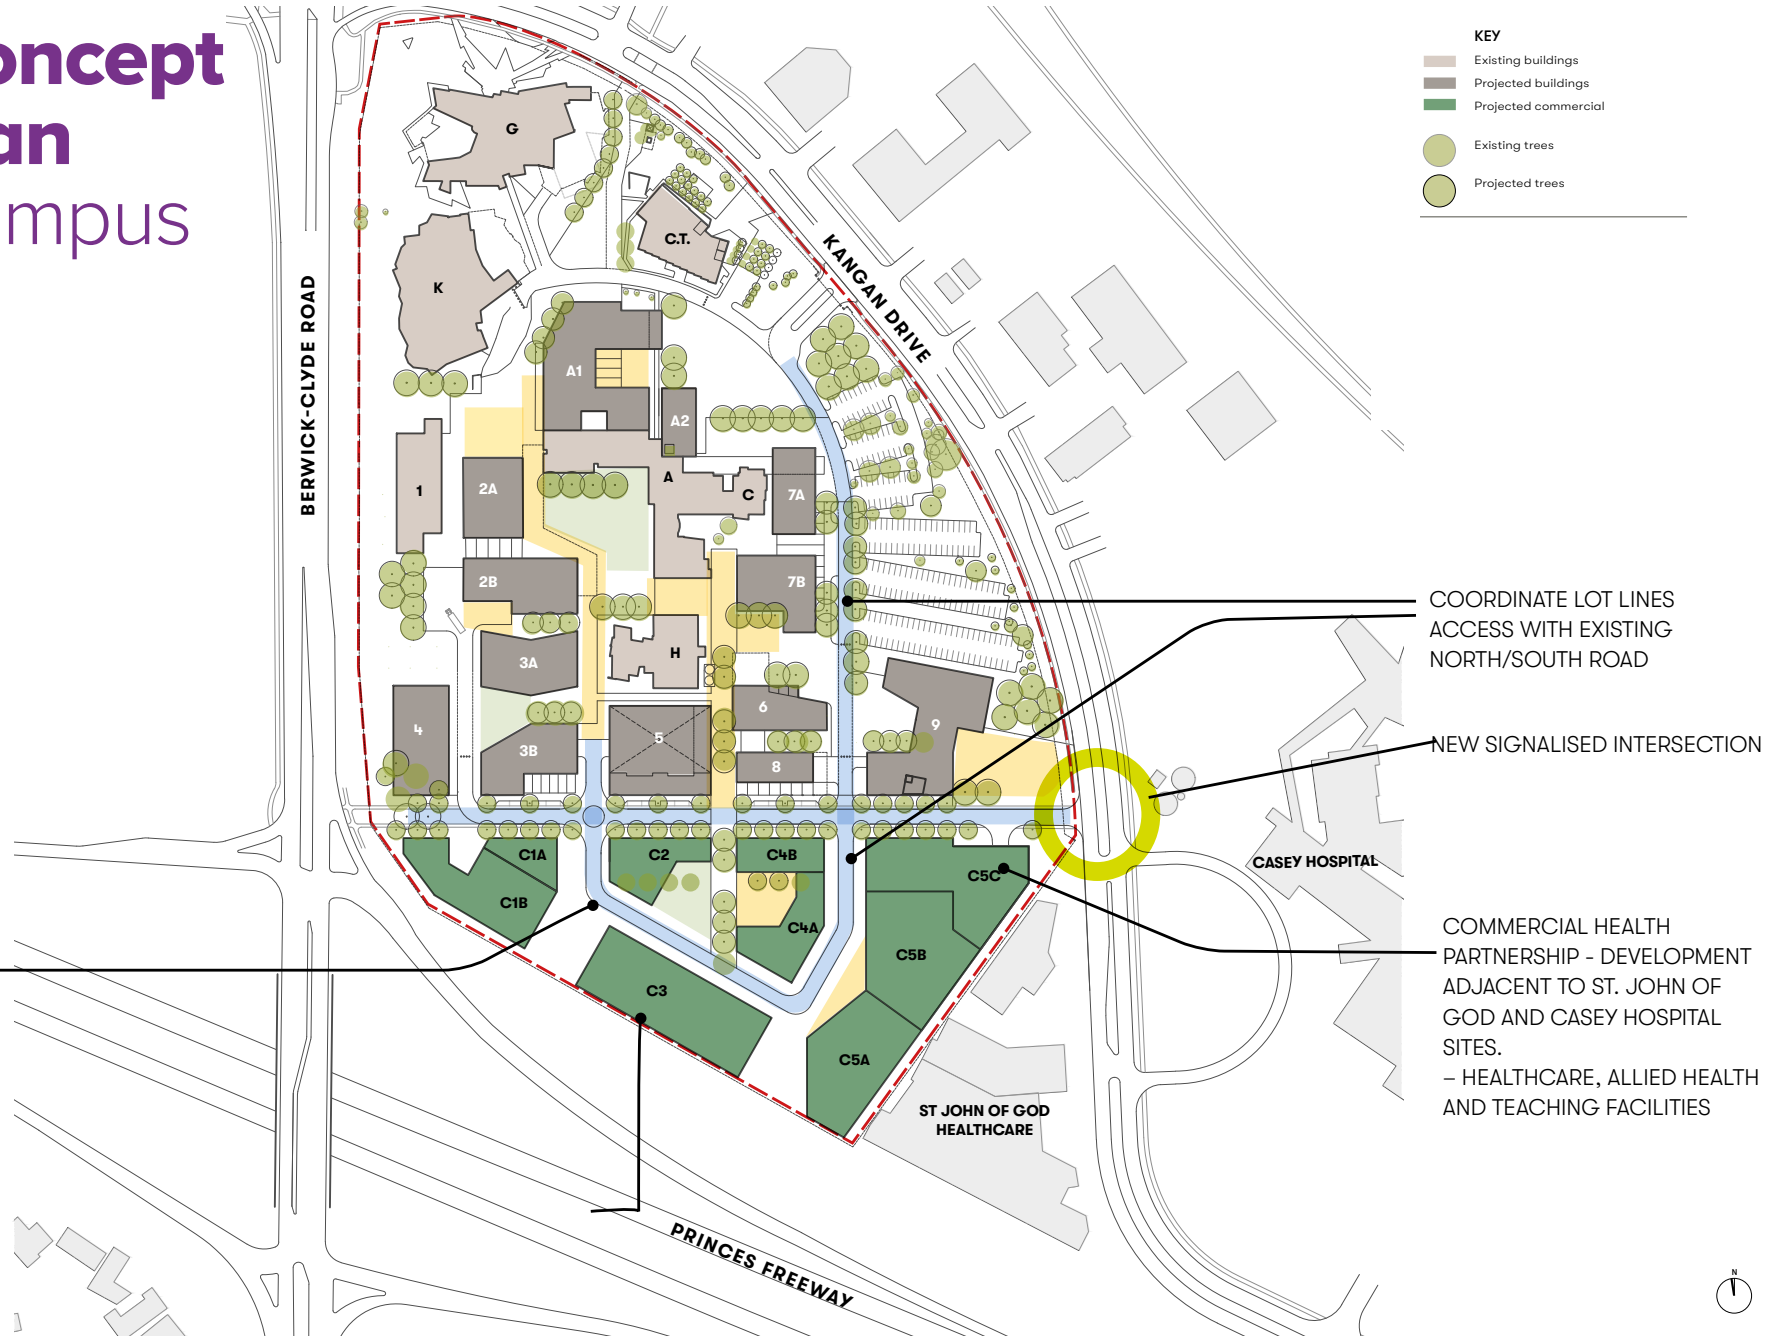 oncept
an
mpus
KEY
Existing buildings
Projected buildings
Projected commercial
Existing trees
Projected trees
BERWICK-CLYDE ROAD
KANGAN DRIVE
G
C.T.
K
A1
A2
A
C
1
2A
7A
2B
7B
3A
H
4
3B
5
6
8
9
C1A
C1B
C2
C4B
C4A
C5C
C5B
C3
C5A
COORDINATE LOT LINES
ACCESS WITH EXISTING
NORTH/SOUTH ROAD
NEW SIGNALISED INTERSECTION
CASEY HOSPITAL
COMMERCIAL HEALTH
PARTNERSHIP - DEVELOPMENT
ADJACENT TO ST. JOHN OF
GOD AND CASEY HOSPITAL
SITES.
– HEALTHCARE, ALLIED HEALTH
AND TEACHING FACILITIES
ST JOHN OF GOD
HEALTHCARE
PRINCES FREEWAY
N